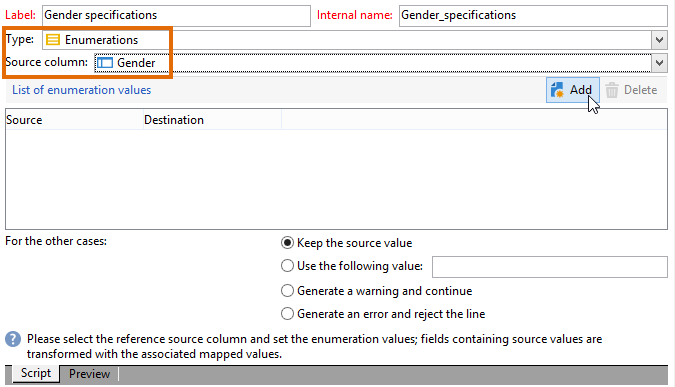 Label: Gender specifications Internal name: Gender_specifications
Type: Enumerations
Source column: Gender
List of enumeration values Add Delete
Source Destination
For the other cases: Keep the source value
Use the following value:
Generate a warning and continue
Generate an error and reject the line
? Please select the reference source column and set the enumeration values; fields containing source values are
transformed with the associated mapped values.
Script Preview